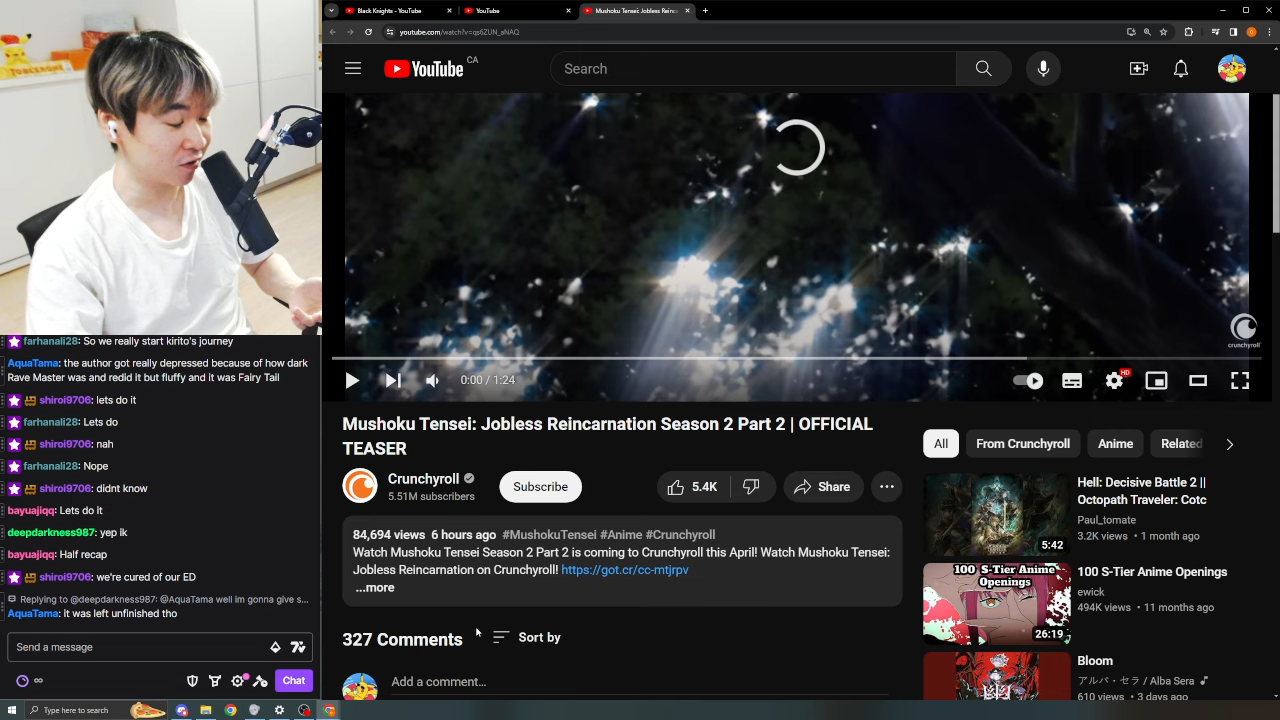 Black Knights - YouTube
YouTube
Mushoku Tensei: Jobless Reinc
youtube.com/watch?v=qs6ZUN_aNAQ
YouTube CA
Search
crunchyroll
0:00 / 1:24
HD
Mushoku Tensei: Jobless Reincarnation Season 2 Part 2 | OFFICIAL
TEASER
Crunchyroll
5.51M subscribers
Subscribe
5.4K
Share
84,694 views 6 hours ago #MushokuTensei #Anime #Crunchyroll
Watch Mushoku Tensei Season 2 Part 2 is coming to Crunchyroll this April! Watch Mushoku Tensei:
Jobless Reincarnation on Crunchyroll! https://got.cr/cc-mtjrpv
...more
327 Comments
Sort by
Add a comment...
All
From Crunchyroll
Anime
Related
Hell: Decisive Battle 2 ||
Octopath Traveler: Cotc
Paul_tomate
3.2K views • 1 month ago
5:42
100 S-Tier Anime
Openings
26:19
100 S-Tier Anime Openings
ewick
494K views • 11 months ago
Bloom
アルバ・セラ / Alba Sera
610 views • 3 days ago
farhanali28: So we really start kirito's journey
AquaTama: the author got really depressed because of how dark
Rave Master was and redid it but fluffy and it was Fairy Tail
shiroi9706: lets do it
farhanali28: Lets do
shiroi9706: nah
farhanali28: Nope
shiroi9706: didnt know
bayuajiqq: Lets do it
deepdarkness987: yep ik
bayuajiqq: Half recap
shiroi9706: we're cured of our ED
Replying to @deepdarkness987: @AquaTama well im gonna give s...
AquaTama: it was left unfinished tho
Send a message
Chat
Type here to search